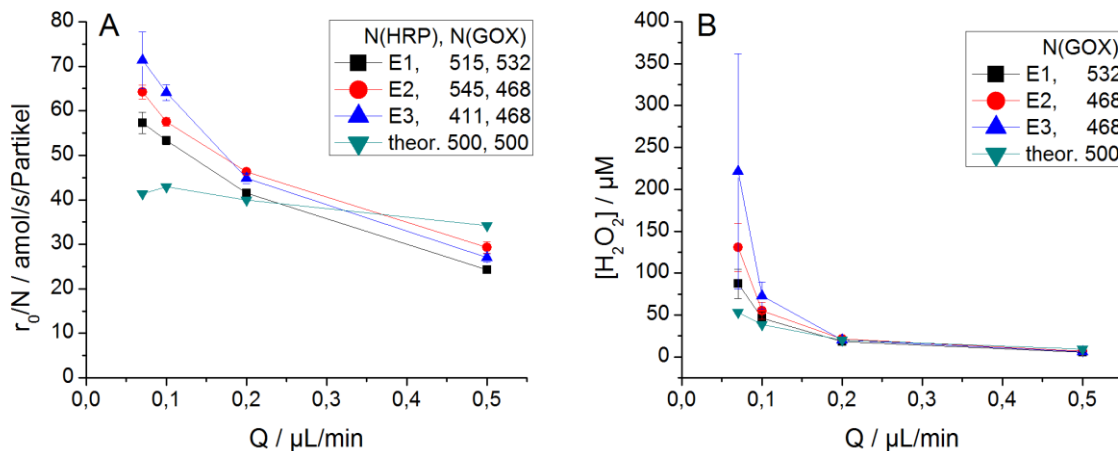 A
N(HRP), N(GOX)
E1, 515, 532
E2, 545, 468
E3, 411, 468
theor. 500, 500
r₀/N / amol/s/Partikel
80
70
60
50
40
30
20
10
0
0,0 0,1 0,2 0,3 0,4 0,5
Q / µL/min
B
N(GOX)
E1, 532
E2, 468
E3, 468
theor. 500
[H₂O₂] / µM
400
350
300
250
200
150
100
50
0
0,0 0,1 0,2 0,3 0,4 0,5
Q / µL/min